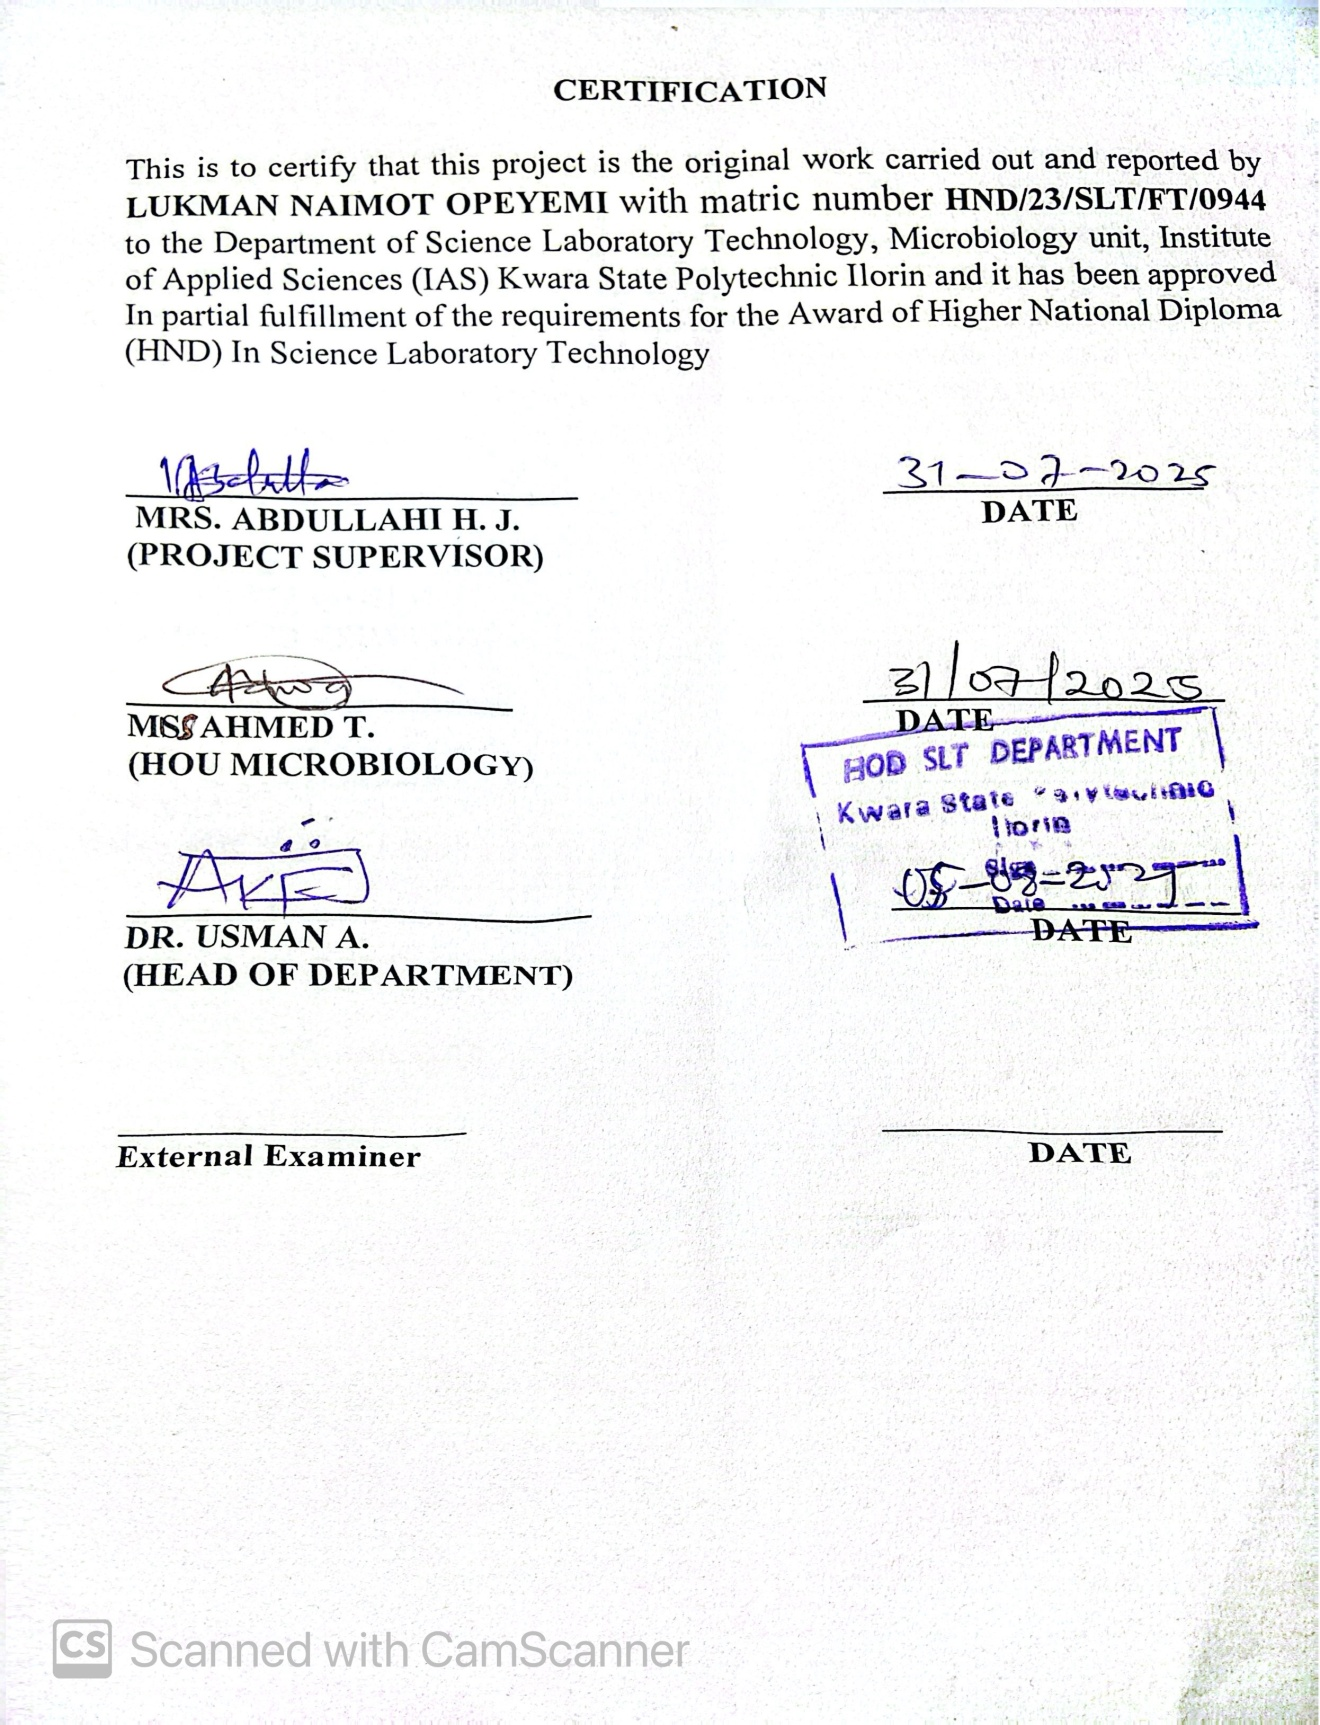 CERTIFICATION
This is to certify that this project is the original work carried out and reported by
LUKMAN NAIMOT OPEYEMI with matric number HND/23/SLT/FT/0944
to the Department of Science Laboratory Technology, Microbiology unit, Institute
of Applied Sciences (IAS) Kwara State Polytechnic Ilorin and it has been approved
In partial fulfillment of the requirements for the Award of Higher National Diploma
(HND) In Science Laboratory Technology
31-07-2025
MRS. ABDULLAHI H. J. DATE
(PROJECT SUPERVISOR)
31/07/2025
AHMED T. DATE
(HOU MICROBIOLOGY)
HOD SLT DEPARTMENT
Kwara State Polytechnic
Ilorin
Sign
Date
DR. USMAN A. DATE
(HEAD OF DEPARTMENT)
External Examiner DATE
CS Scanned with CamScanner